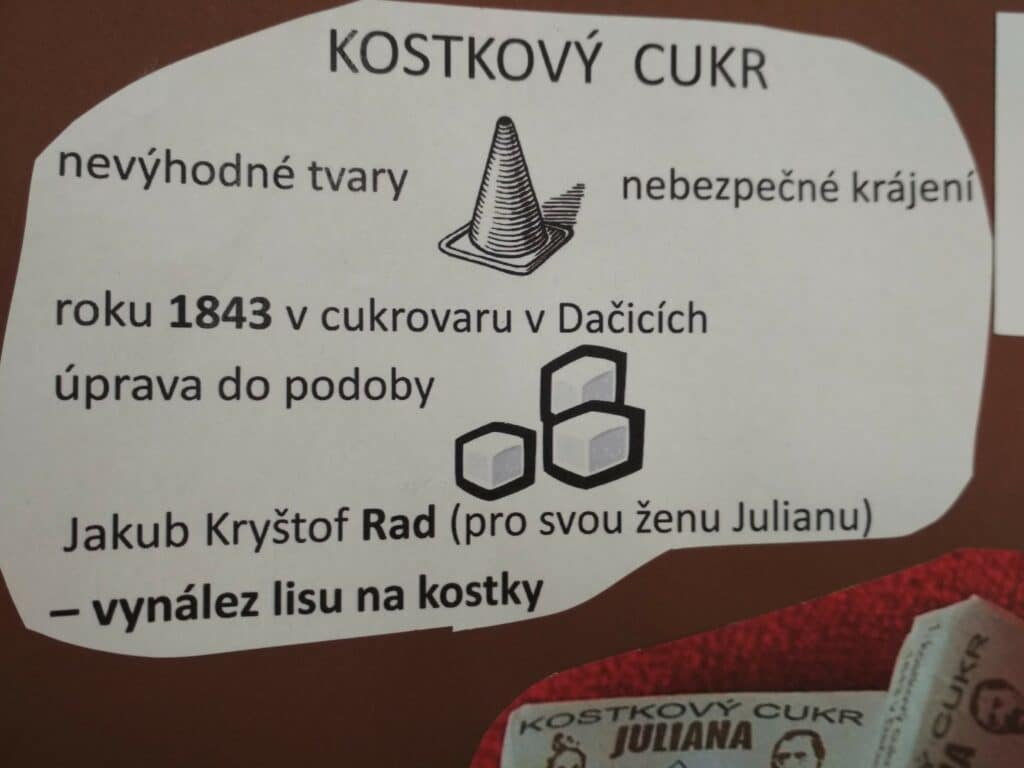 KOSTKOVÝ CUKR
nevýhodné tvary
nebezpečné krájení
roku 1843 v cukrovaru v Dačicích
úprava do podoby
Jakub Kryštof Rad (pro svou ženu Julianu)
– vynález lisu na kostky
KOSTKOVÝ CUKR
JULIANA
CUKR